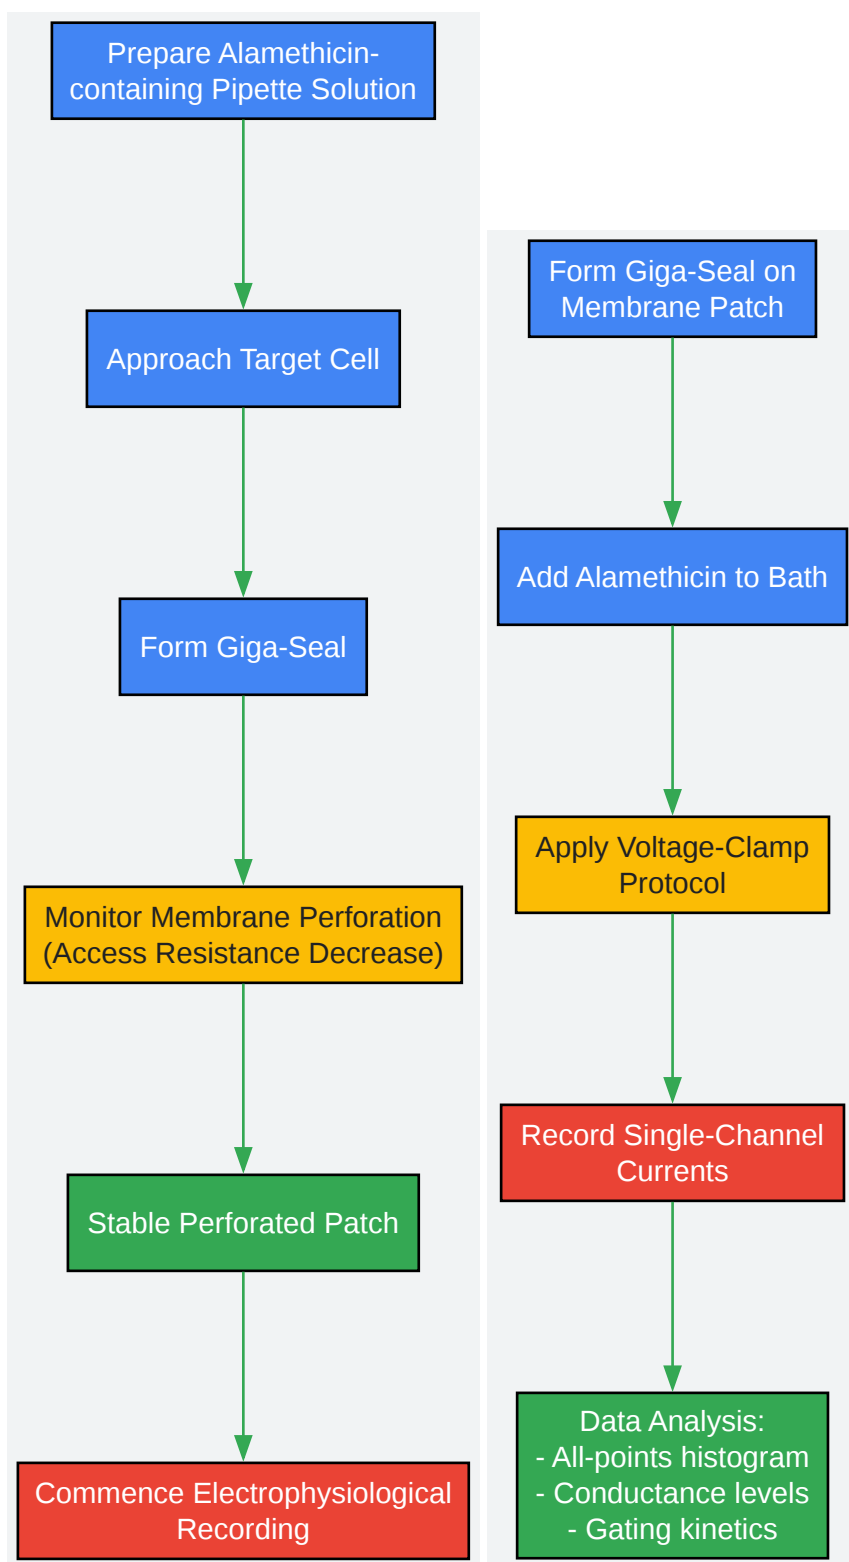 Prepare Alamethicin-
containing Pipette Solution
Approach Target Cell
Form Giga-Seal
Monitor Membrane Perforation
(Access Resistance Decrease)
Stable Perforated Patch
Commence Electrophysiological
Recording
Form Giga-Seal on
Membrane Patch
Add Alamethicin to Bath
Apply Voltage-Clamp
Protocol
Record Single-Channel
Currents
Data Analysis:
- All-points histogram
- Conductance levels
- Gating kinetics